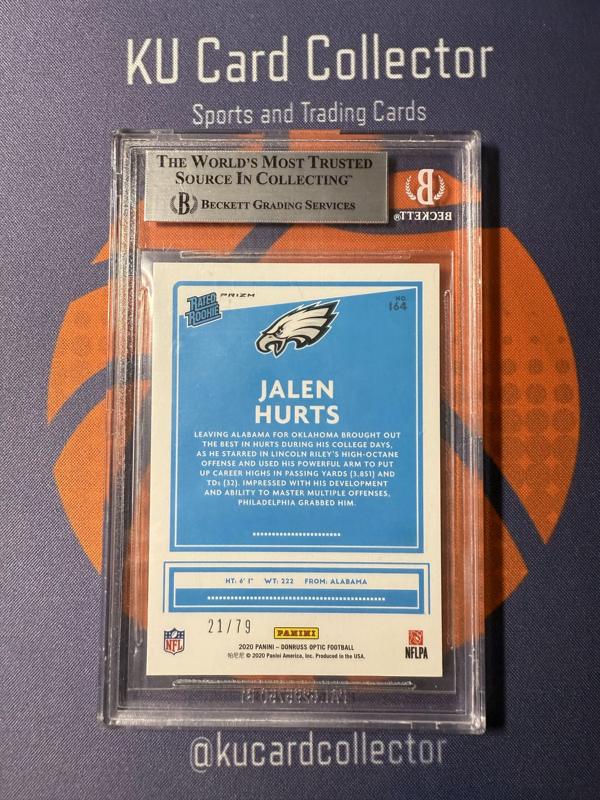 KU Card Collector
Sports and Trading Cards
THE WORLD'S MOST TRUSTED
SOURCE IN COLLECTING™
B BECKETT GRADING SERVICES
B
BECKETT®
RATED
ROOKIE
PRIZM
NO.
164
JALEN
HURTS
LEAVING ALABAMA FOR OKLAHOMA BROUGHT OUT
THE BEST IN HURTS DURING HIS COLLEGE DAYS,
AS HE STARRED IN LINCOLN RILEY'S HIGH-OCTANE
OFFENSE AND USED HIS POWERFUL ARM TO PUT
UP CAREER HIGHS IN PASSING YARDS (3,851) AND
TDs (32). IMPRESSED WITH HIS DEVELOPMENT
AND ABILITY TO MASTER MULTIPLE OFFENSES,
PHILADELPHIA GRABBED HIM.
HT: 6' 1" WT: 222 FROM: ALABAMA
21/79
PANINI
NFL
2020 PANINI – DONRUSS OPTIC FOOTBALL
帕尼尼 © 2020 Panini America, Inc. Produced in the USA.
NFLPA
@kucardcollector